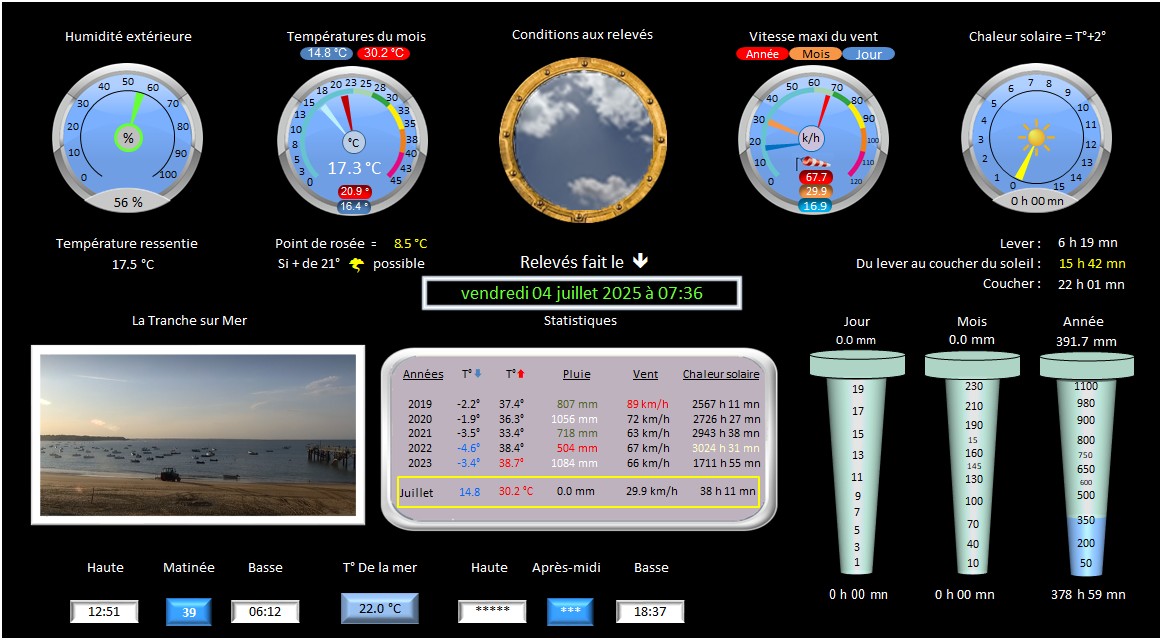 Humidité extérieure
Températures du mois
14.8 °C 30.2 °C
Conditions aux relevés
Vitesse maxi du vent
Année Mois Jour
Chaleur solaire = T°+2°
0 10 20 30 40 50 60 70 80 90 100
%
56 %
0 3 5 8 10 13 15 18 20 23 25 28 30 33 35 38 40 43 45
°C
17.3 °C
20.9 °
16.4 °
0 10 20 30 40 50 60 70 80 90 100 110 120
k/h
67.7
29.9
16.9
0 1 2 3 4 5 6 7 8 9 10 11 12 13 14 15
0 h 00 mn
Température ressentie
17.5 °C
Point de rosée = 8.5 °C
Si + de 21° possible
Relevés fait le
vendredi 04 juillet 2025 à 07:36
Lever : 6 h 19 mn
Du lever au coucher du soleil : 15 h 42 mn
Coucher : 22 h 01 mn
La Tranche sur Mer
Statistiques
Années T° T° Pluie Vent Chaleur solaire
2019 -2.2° 37.4° 807 mm 89 km/h 2567 h 11 mn
2020 -1.9° 36.3° 1056 mm 72 km/h 2726 h 27 mn
2021 -3.5° 33.4° 718 mm 63 km/h 2943 h 38 mn
2022 -4.6° 38.4° 504 mm 67 km/h 3024 h 31 mn
2023 -3.4° 38.7° 1084 mm 66 km/h 1711 h 55 mn
Juillet 14.8 30.2 °C 0.0 mm 29.9 km/h 38 h 11 mn
Jour
0.0 mm
19
17
15
13
11
9
7
5
3
1
0 h 00 mn
Mois
0.0 mm
230
210
190
15
160
145
130
100
70
40
10
0 h 00 mn
Année
391.7 mm
1100
980
900
800
750
650
600
500
350
200
50
378 h 59 mn
Haute Matinée Basse
12:51 39 06:12
T° De la mer
22.0 °C
Haute Après-midi Basse
***** *** 18:37